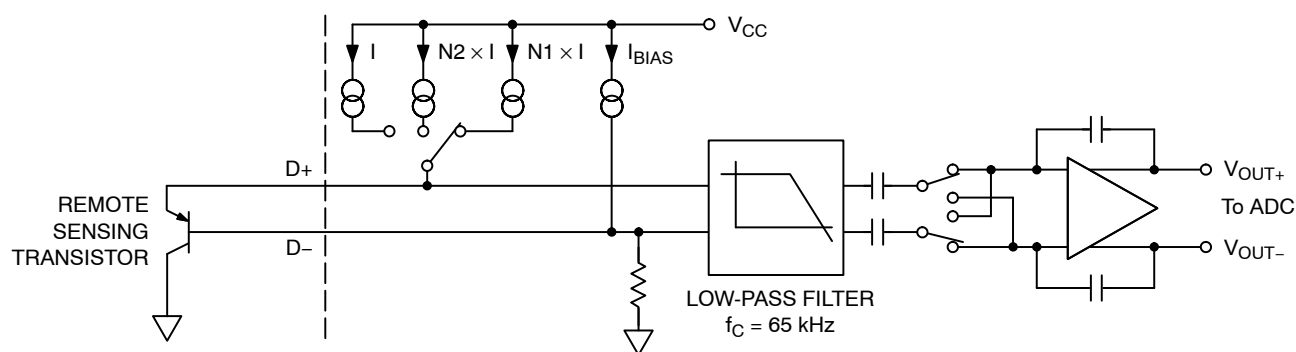 I
N2 × I
N1 × I
I_BIAS
V_CC
D+
REMOTE
SENSING
TRANSISTOR
D−
LOW-PASS FILTER
f_C = 65 kHz
V_OUT+
To ADC
V_OUT−